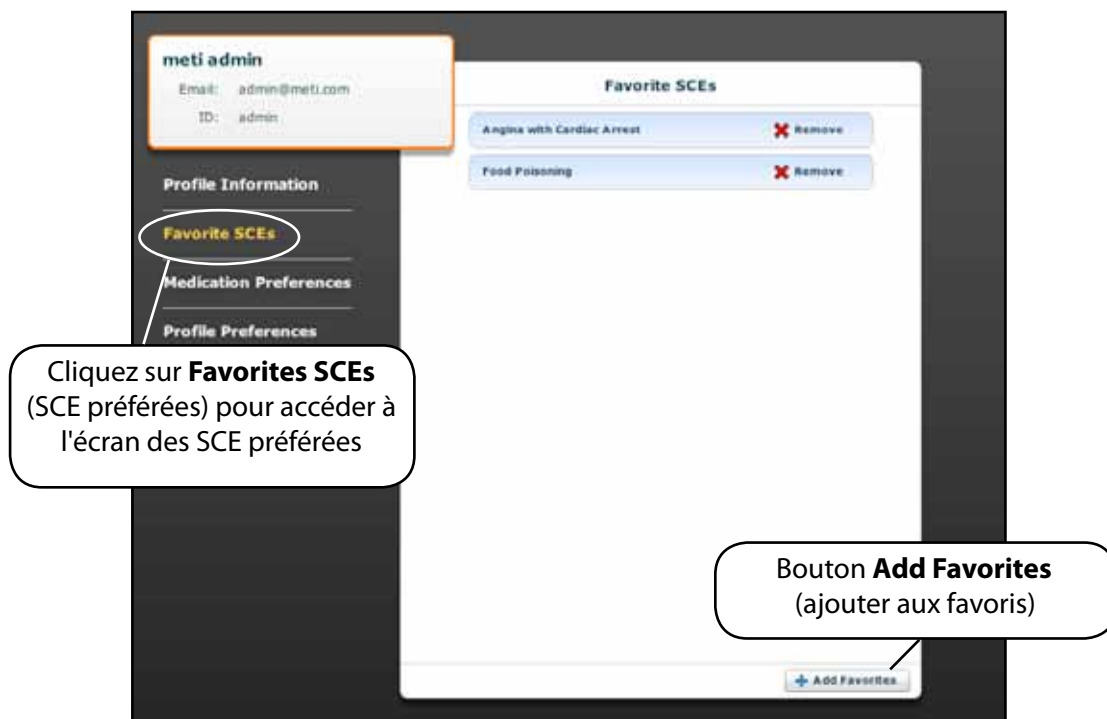 meti admin
Email: admin@meti.com
ID: admin
Favorite SCEs
Angina with Cardiac Arrest Remove
Food Poisoning Remove
Profile Information
Favorite SCEs
Medication Preferences
Profile Preferences
Cliquez sur Favorites SCEs
(SCE préférées) pour accéder à
l'écran des SCE préférées
Bouton Add Favorites
(ajouter aux favoris)
Add Favorites